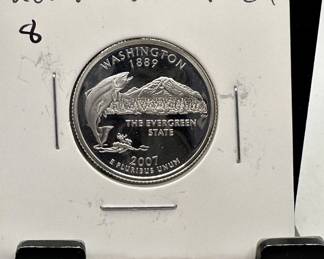 8
WASHINGTON
1889
THE EVERGREEN
STATE
2007
E PLURIBUS UNUM